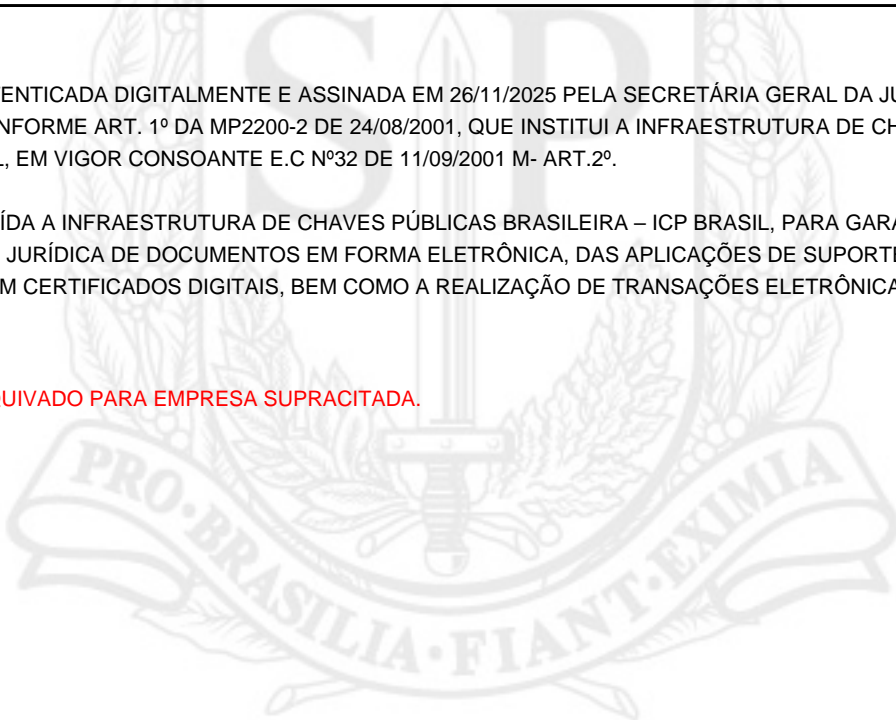 ENTICADA DIGITALMENTE E ASSINADA EM 26/11/2025 PELA SECRETÁRIA GERAL DA JU
NFORME ART. 1º DA MP2200-2 DE 24/08/2001, QUE INSTITUI A INFRAESTRUTURA DE CH
L, EM VIGOR CONSOANTE E.C Nº32 DE 11/09/2001 M- ART.2º.
ÍDA A INFRAESTRUTURA DE CHAVES PÚBLICAS BRASILEIRA – ICP BRASIL, PARA GARA
JURÍDICA DE DOCUMENTOS EM FORMA ELETRÔNICA, DAS APLICAÇÕES DE SUPORTE
M CERTIFICADOS DIGITAIS, BEM COMO A REALIZAÇÃO DE TRANSAÇÕES ELETRÔNICA
UIVADO PARA EMPRESA SUPRACITADA.
SP
PRO·BRASILIA·FIANT·EXIMIA